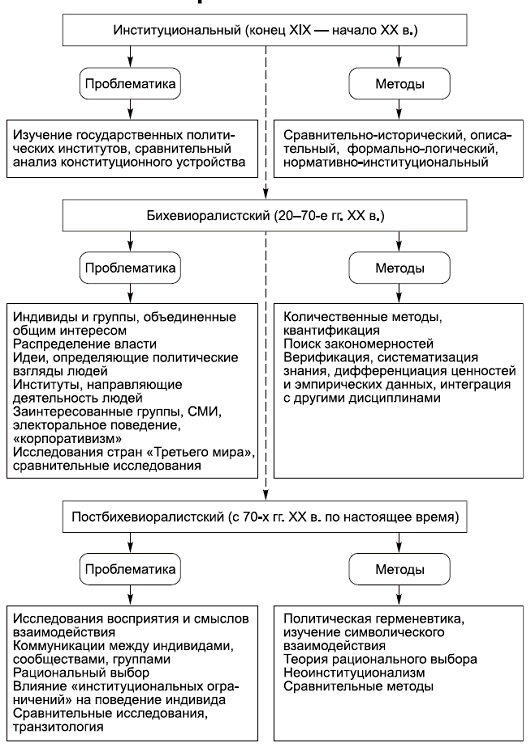 Институциональный (конец XIX — начало XX в.)
Проблематика
Методы
Изучение государственных полити-
ческих институтов, сравнительный
анализ конституционного устройства
Сравнительно-исторический, описа-
тельный, формально-логический,
нормативно-институциональный
Бихевиоралистский (20–70-е гг. XX в.)
Проблематика
Методы
Индивиды и группы, объединенные
общим интересом
Распределение власти
Идеи, определяющие политические
взгляды людей
Институты, направляющие
деятельность людей
Заинтересованные группы, СМИ,
электоральное поведение,
«корпоративизм»
Исследования стран «Третьего мира»,
сравнительные исследования
Количественные методы,
квантификация
Поиск закономерностей
Верификация, систематизация
знания, дифференциация ценностей
и эмпирических данных, интеграция
с другими дисциплинами
Постбихевиоралистский (с 70-х гг. XX в. по настоящее время)
Проблематика
Методы
Исследования восприятия и смыслов
взаимодействия
Коммуникации между индивидами,
сообществами, группами
Рациональный выбор
Влияние «институциональных огра-
ничений» на поведение индивида
Сравнительные исследования,
транзитология
Политическая герменевтика,
изучение символического
взаимодействия
Теория рационального выбора
Неоинституционализм
Сравнительные методы